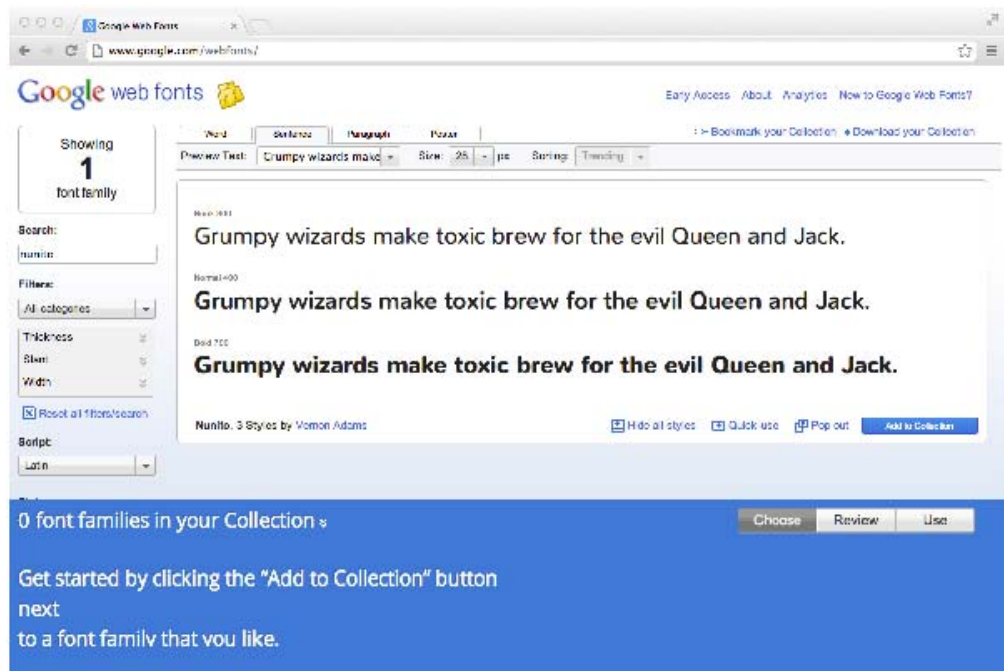 Google Web Fonts
www.google.com/webfonts/
Google web fonts
Early Access About Analytics New to Google Web Fonts?
Showing
1
font family
Word Sentence Paragraph Poster
Bookmark your Collection Download your Collection
Preview Text: Grumpy wizards make Size: px Sorting: Trending
Book 300
Grumpy wizards make toxic brew for the evil Queen and Jack.
Normal 400
Grumpy wizards make toxic brew for the evil Queen and Jack.
Bold 700
Grumpy wizards make toxic brew for the evil Queen and Jack.
Nunito, 3 Styles by Vernon Adams
Hide all styles Quick-use Pop out Add to Collection
Search:
nunito
Filters:
All categories
Thickness
Slant
Width
Reset all filters/search
Script:
Latin
0 font families in your Collection
Choose Review Use
Get started by clicking the "Add to Collection" button
next
to a font family that you like.